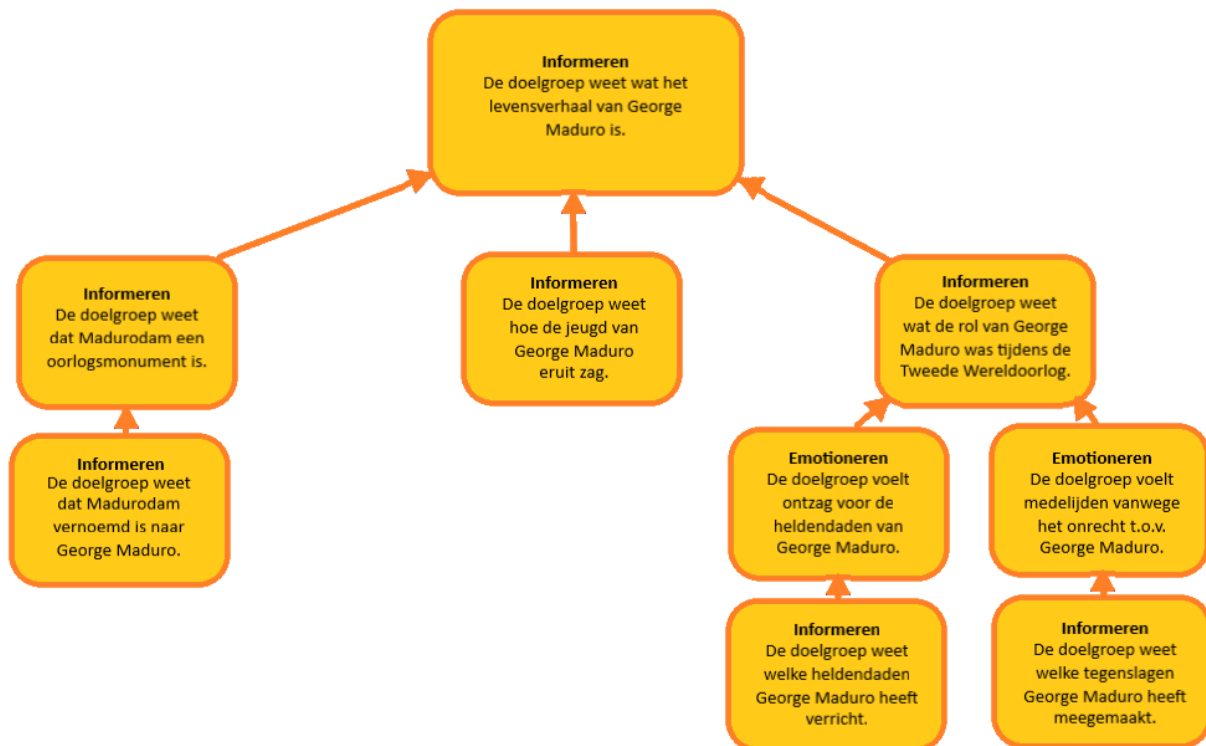 Informeren
De doelgroep weet wat het
levensverhaal van George
Maduro is.
Informeren
De doelgroep weet
dat Madurodam een
oorlogsmonument is.
Informeren
De doelgroep weet
hoe de jeugd van
George Maduro
eruit zag.
Informeren
De doelgroep weet
wat de rol van George
Maduro was tijdens de
Tweede Wereldoorlog.
Informeren
De doelgroep weet
dat Madurodam
vernoemd is naar
George Maduro.
Emotioneren
De doelgroep voelt
ontzag voor de
heldendaden van
George Maduro.
Emotioneren
De doelgroep voelt
medelijden vanwege
het onrecht t.o.v.
George Maduro.
Informeren
De doelgroep weet
welke heldendaden
George Maduro heeft
verricht.
Informeren
De doelgroep weet
welke tegenslagen
George Maduro heeft
meegemaakt.